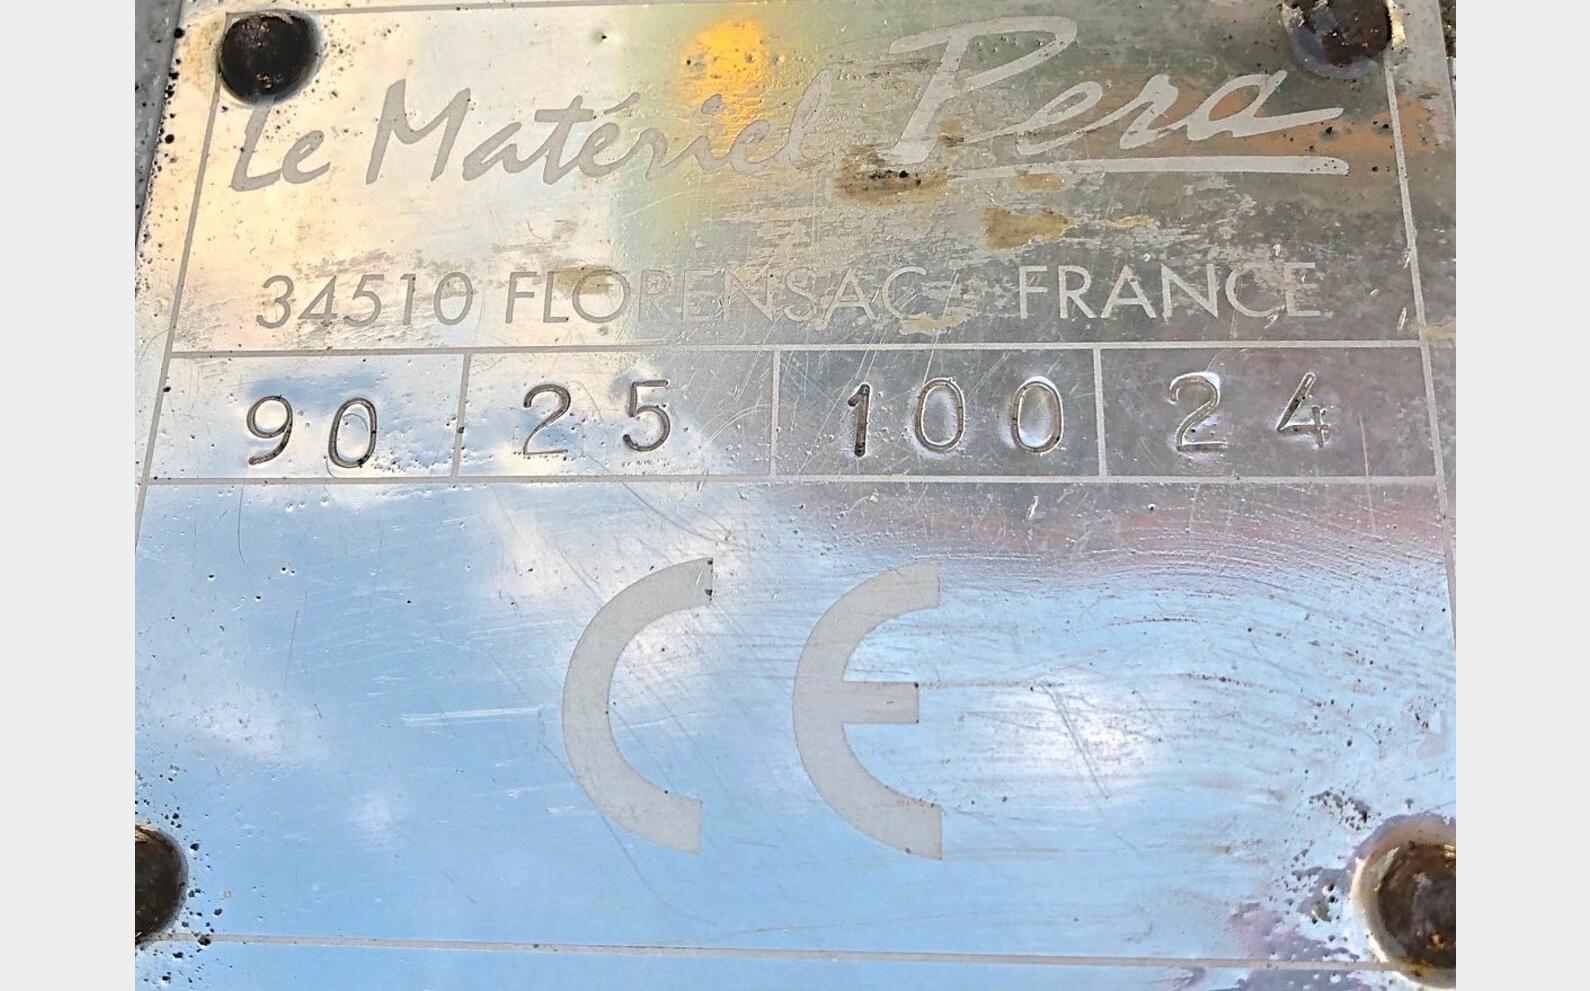 Le Matériel Pera
34510 FLORENSAC - FRANCE
90 25 100 24
CE